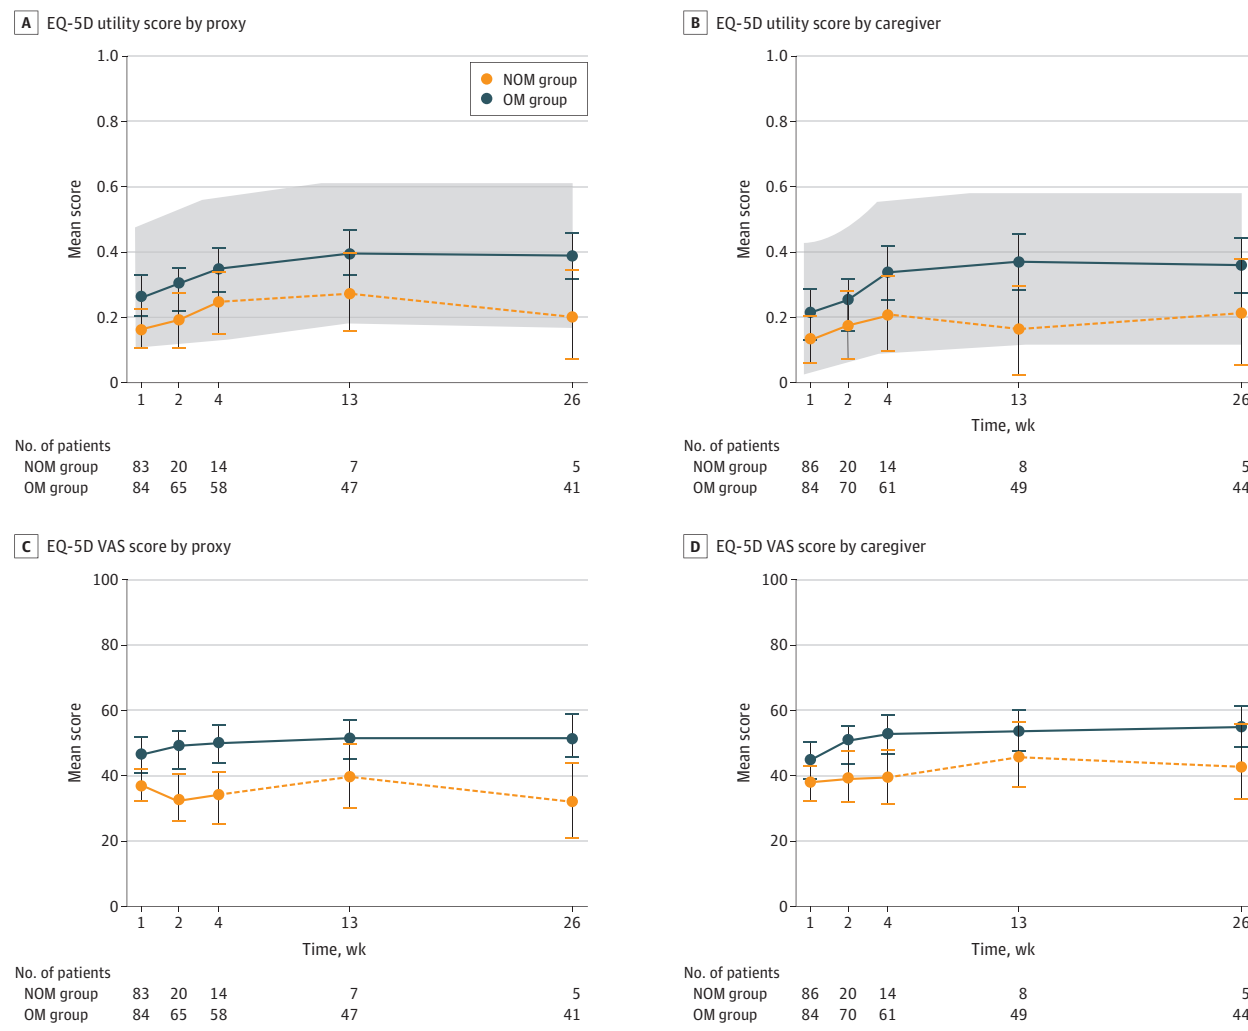 A EQ-5D utility score by proxy
1.0
0.8
0.6
0.4
0.2
0
Mean score
NOM group
OM group
1 2 4 13 26
No. of patients
NOM group 83 20 14 7 5
OM group 84 65 58 47 41
B EQ-5D utility score by caregiver
1.0
0.8
0.6
0.4
0.2
0
Mean score
1 2 4 13 26
Time, wk
No. of patients
NOM group 86 20 14 8 5
OM group 84 70 61 49 44
C EQ-5D VAS score by proxy
100
80
60
40
20
0
Mean score
1 2 4 13 26
Time, wk
No. of patients
NOM group 83 20 14 7 5
OM group 84 65 58 47 41
D EQ-5D VAS score by caregiver
100
80
60
40
20
0
Mean score
1 2 4 13 26
Time, wk
No. of patients
NOM group 86 20 14 8 5
OM group 84 70 61 49 44